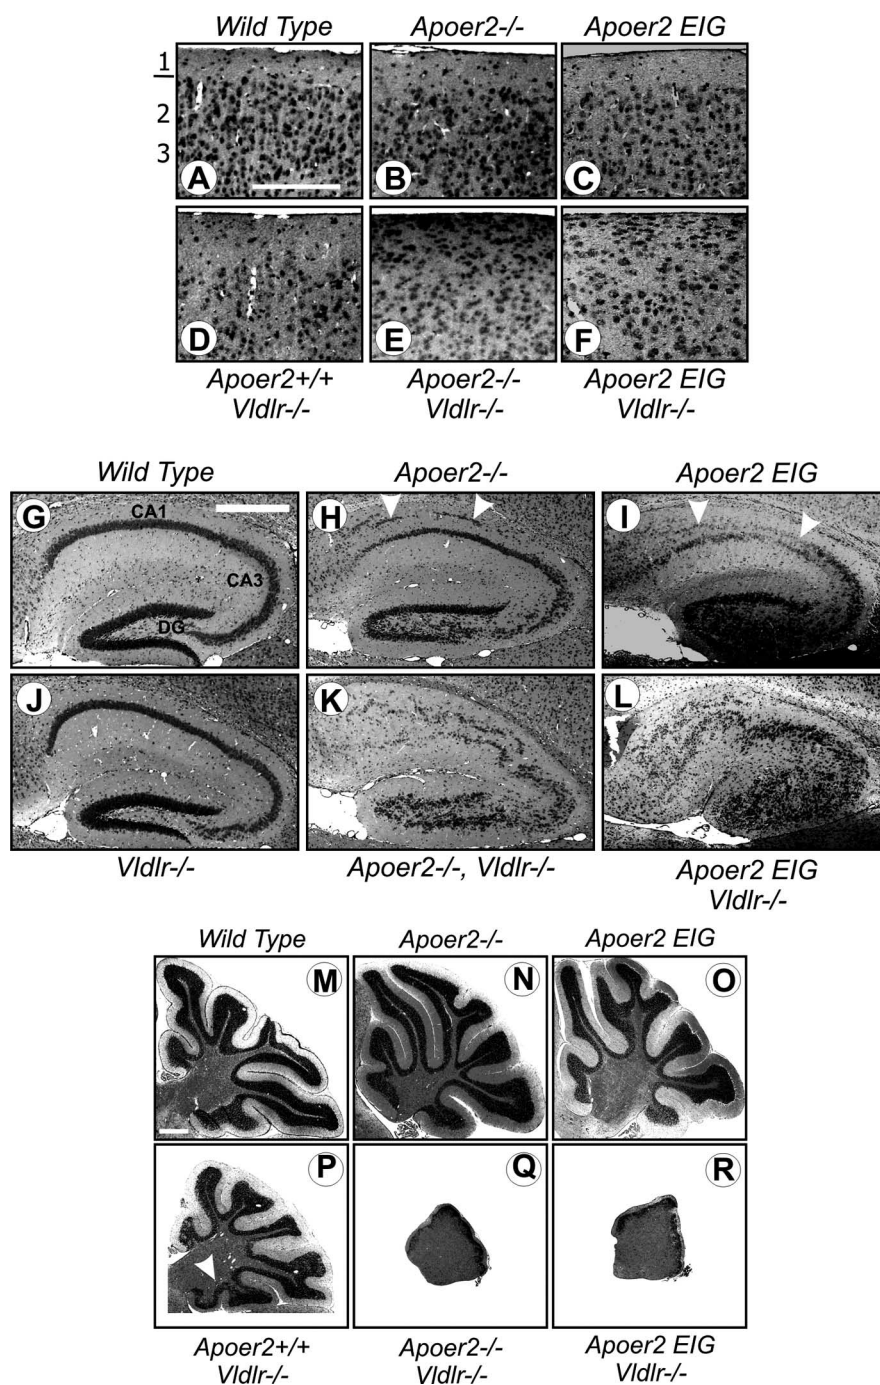 Wild Type Apoer2-/- Apoer2 EIG
1
2
3
A B C
D E F
Apoer2+/+ Apoer2-/- Apoer2 EIG
Vldlr-/- Vldlr-/- Vldlr-/-
Wild Type Apoer2-/- Apoer2 EIG
G H I
CA1
CA3
DG
J K L
Vldlr-/- Apoer2-/-, Vldlr-/- Apoer2 EIG
Vldlr-/-
Wild Type Apoer2-/- Apoer2 EIG
M N O
P Q R
Apoer2+/+ Apoer2-/- Apoer2 EIG
Vldlr-/- Vldlr-/- Vldlr-/-